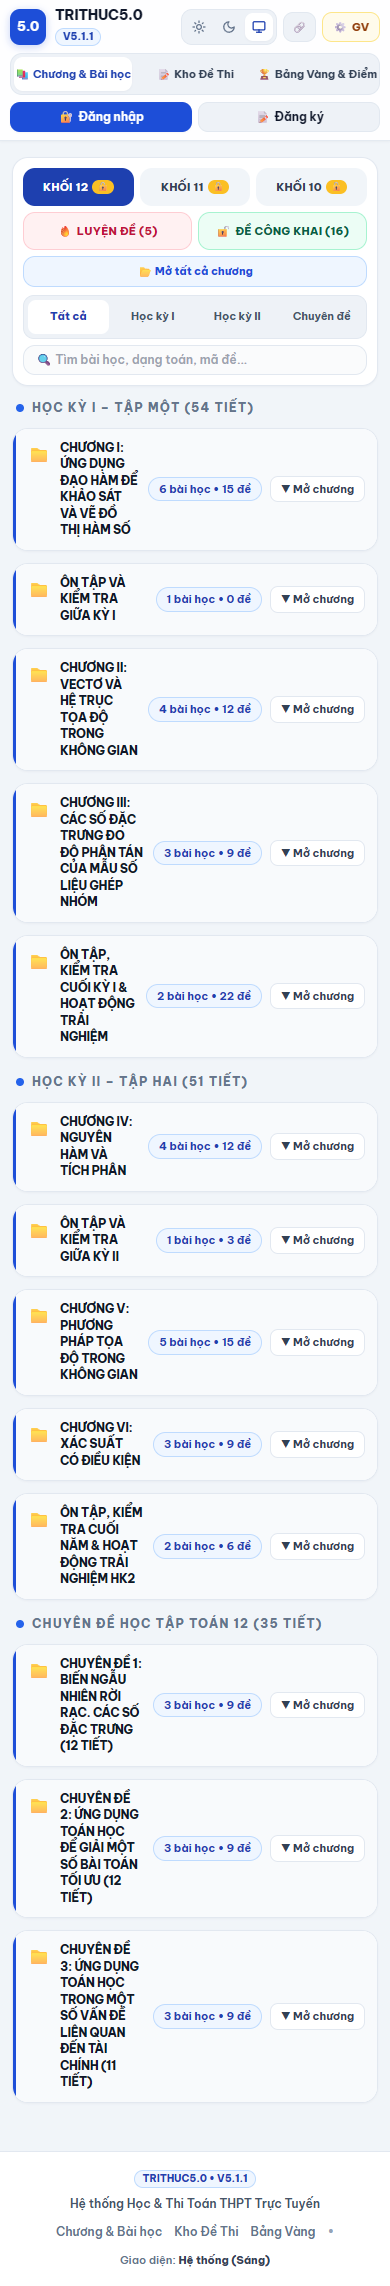 5.0
TRITHUC5.0
V5.1.1
GV
Chương & Bài học
Kho Đề Thi
Bảng Vàng & Điểm
Đăng nhập
Đăng ký
KHỐI 12
KHỐI 11
KHỐI 10
LUYỆN ĐỀ (5)
ĐỀ CÔNG KHAI (16)
Mở tất cả chương
Tất cả
Học kỳ I
Học kỳ II
Chuyên đề
Tìm bài học, dạng toán, mã đề...
HỌC KỲ I – TẬP MỘT (54 TIẾT)
CHƯƠNG I:
ỨNG DỤNG
ĐẠO HÀM ĐỂ
KHẢO SÁT
VÀ VẼ ĐỒ
THỊ HÀM SỐ
6 bài học • 15 đề
▼ Mở chương
ÔN TẬP VÀ
KIỂM TRA
GIỮA KỲ I
1 bài học • 0 đề
▼ Mở chương
CHƯƠNG II:
VECTƠ VÀ
HỆ TRỤC
TỌA ĐỘ
TRONG
KHÔNG GIAN
4 bài học • 12 đề
▼ Mở chương
CHƯƠNG III:
CÁC SỐ ĐẶC
TRƯNG ĐO
ĐỘ PHÂN TÁN
CỦA MẪU SỐ
LIỆU GHÉP
NHÓM
3 bài học • 9 đề
▼ Mở chương
ÔN TẬP,
KIỂM TRA
CUỐI KỲ I &
HOẠT ĐỘNG
TRẢI
NGHIỆM
2 bài học • 22 đề
▼ Mở chương
HỌC KỲ II – TẬP HAI (51 TIẾT)
CHƯƠNG IV:
NGUYÊN
HÀM VÀ
TÍCH PHÂN
4 bài học • 12 đề
▼ Mở chương
ÔN TẬP VÀ
KIỂM TRA
GIỮA KỲ II
1 bài học • 3 đề
▼ Mở chương
CHƯƠNG V:
PHƯƠNG
PHÁP TỌA
ĐỘ TRONG
KHÔNG GIAN
5 bài học • 15 đề
▼ Mở chương
CHƯƠNG VI:
XÁC SUẤT
CÓ ĐIỀU KIỆN
3 bài học • 9 đề
▼ Mở chương
ÔN TẬP, KIỂM
TRA CUỐI
NĂM & HOẠT
ĐỘNG TRẢI
NGHIỆM HK2
2 bài học • 6 đề
▼ Mở chương
CHUYÊN ĐỀ HỌC TẬP TOÁN 12 (35 TIẾT)
CHUYÊN ĐỀ 1:
BIẾN NGẪU
NHIÊN RỜI
RẠC. CÁC SỐ
ĐẶC TRƯNG
(12 TIẾT)
3 bài học • 9 đề
▼ Mở chương
CHUYÊN ĐỀ
2: ỨNG DỤNG
TOÁN HỌC
ĐỂ GIẢI MỘT
SỐ BÀI TOÁN
TỐI ƯU (12
TIẾT)
3 bài học • 9 đề
▼ Mở chương
CHUYÊN ĐỀ
3: ỨNG DỤNG
TOÁN HỌC
TRONG MỘT
SỐ VẤN ĐỀ
LIÊN QUAN
ĐẾN TÀI
CHÍNH (11
TIẾT)
3 bài học • 9 đề
▼ Mở chương
TRITHUC5.0 • V5.1.1
Hệ thống Học & Thi Toán THPT Trực Tuyến
Chương & Bài học Kho Đề Thi Bảng Vàng •
Giao diện: Hệ thống (Sáng)